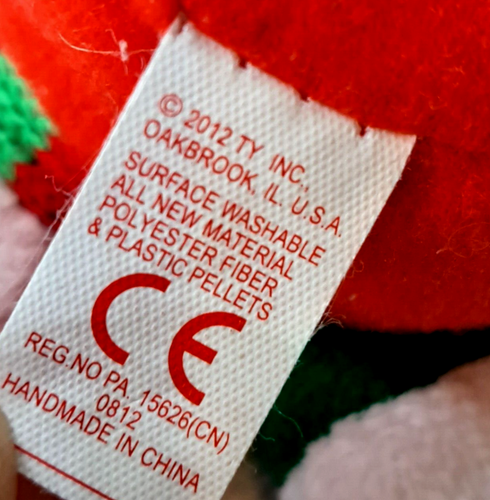 © 2012 TY INC.,
OAKBROOK, IL. U.S.A.
SURFACE WASHABLE
ALL NEW MATERIAL
POLYESTER FIBER
& PLASTIC PELLETS
CE
REG.NO PA. 15626(CN)
0812
HANDMADE IN CHINA